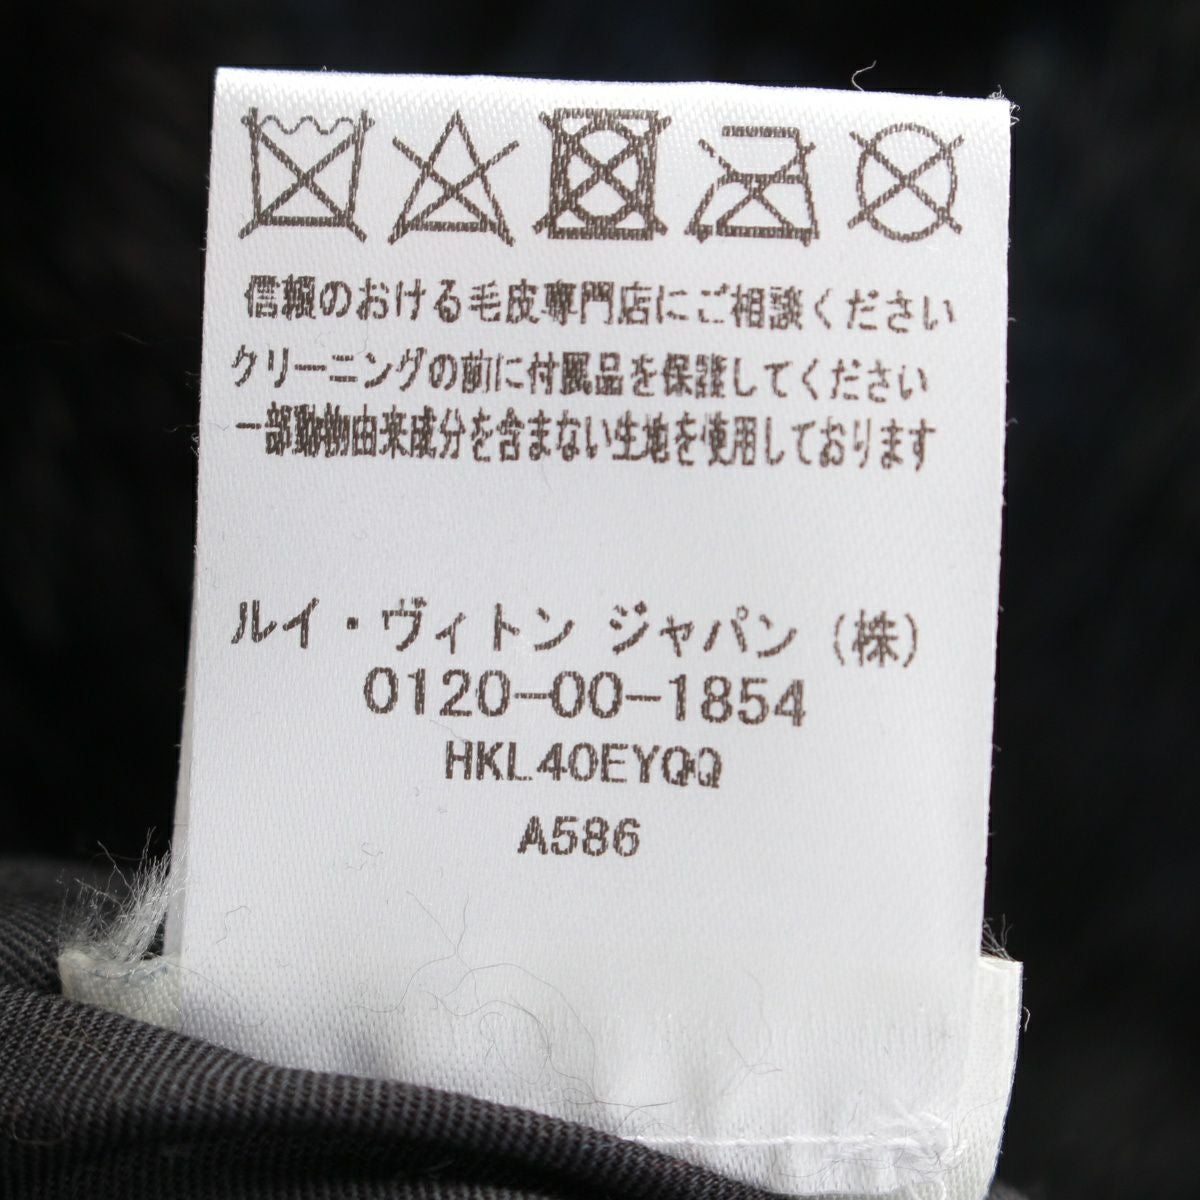 信頼のおける毛皮専門店にご相談ください
クリーニングの前に付属品を保護してください
一部動物由来成分を含まない生地を使用しております
ルイ・ヴィトン ジャパン（株）
0120-00-1854
HKL40EYQQ
A586